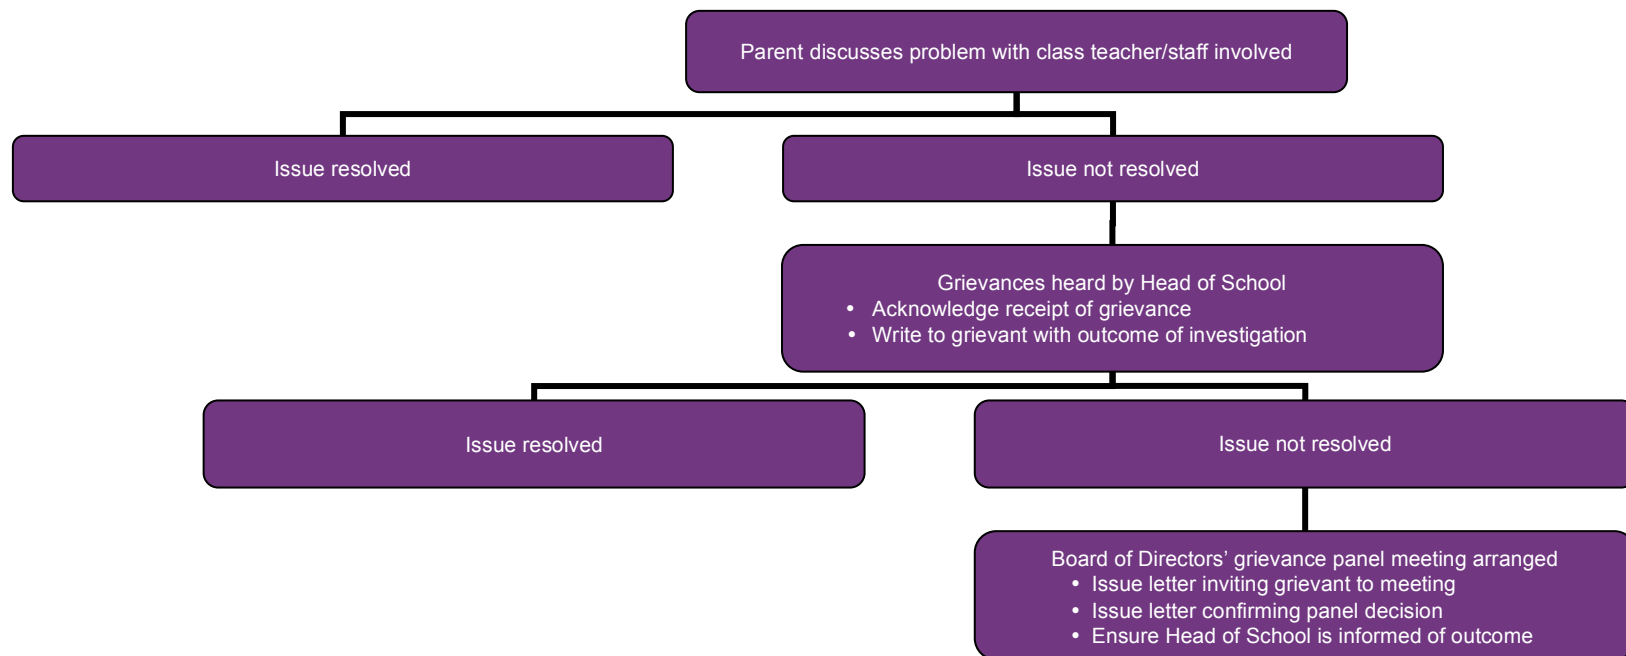 Parent discusses problem with class teacher/staff involved
Issue resolved
Issue not resolved
Grievances heard by Head of School
• Acknowledge receipt of grievance
• Write to grievant with outcome of investigation
Issue resolved
Issue not resolved
Board of Directors’ grievance panel meeting arranged
• Issue letter inviting grievant to meeting
• Issue letter confirming panel decision
• Ensure Head of School is informed of outcome